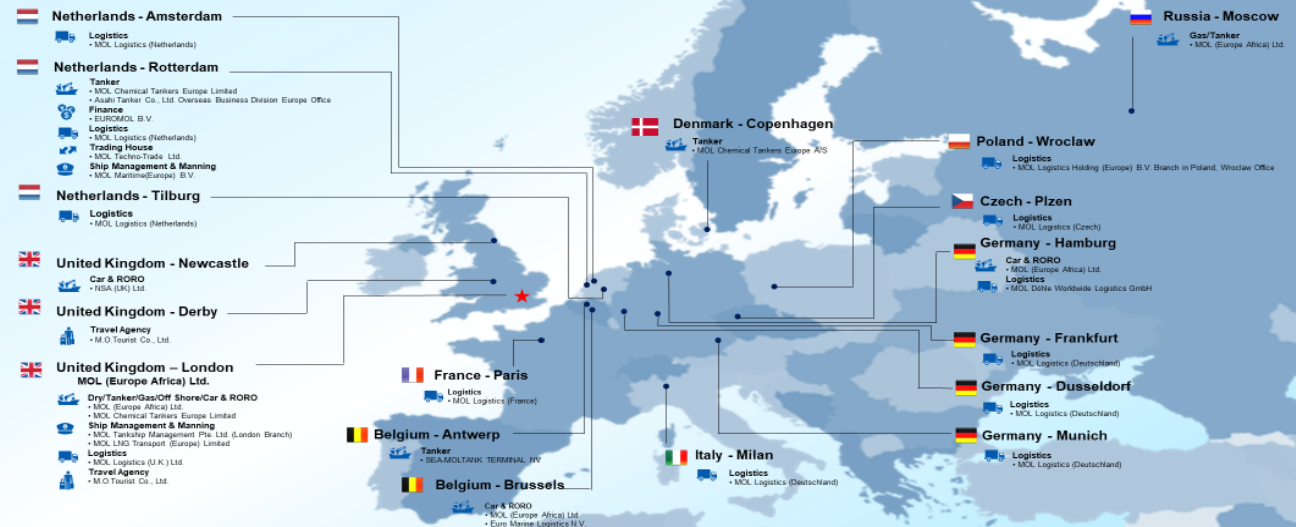 Netherlands - Amsterdam
Logistics
• MOL Logistics (Netherlands)
Netherlands - Rotterdam
Tanker
• MOL Chemical Tankers Europe Limited
• Asahi Tanker Co., Ltd. Overseas Business Division Europe Office
Finance
• EUROMOL B.V.
Logistics
• MOL Logistics (Netherlands)
Trading House
• MOL Techno-Trade Ltd.
Ship Management & Manning
• MOL Maritime(Europe) B.V.
Netherlands - Tilburg
Logistics
• MOL Logistics (Netherlands)
United Kingdom - Newcastle
Car & RORO
• NSA (UK) Ltd.
United Kingdom - Derby
Travel Agency
• M.O.Tourist Co., Ltd.
United Kingdom – London
MOL (Europe Africa) Ltd.
Dry/Tanker/Gas/Off Shore/Car & RORO
• MOL (Europe Africa) Ltd.
• MOL Chemical Tankers Europe Limited
Ship Management & Manning
• MOL Tankship Management Pte. Ltd. (London Branch)
• MOL LNG Transport (Europe) Limited
Logistics
• MOL Logistics (U.K.) Ltd.
Travel Agency
• M.O.Tourist Co., Ltd.
Denmark - Copenhagen
Tanker
• MOL Chemical Tankers Europe A/S
France - Paris
Logistics
• MOL Logistics (France)
Belgium - Antwerp
Tanker
• SEA-MOLTANK TERMINAL NV
Belgium - Brussels
Car & RORO
• MOL (Europe Africa) Ltd.
• Euro Marine Logistics N.V.
Italy - Milan
Logistics
• MOL Logistics (Deutschland)
Russia - Moscow
Gas/Tanker
• MOL (Europe Africa) Ltd.
Poland - Wroclaw
Logistics
• MOL Logistics Holding (Europe) B.V. Branch in Poland, Wroclaw Office
Czech - Plzen
Logistics
• MOL Logistics (Czech)
Germany - Hamburg
Car & RORO
• MOL (Europe Africa) Ltd.
Logistics
• MOL Döhle Worldwide Logistics GmbH
Germany - Frankfurt
Logistics
• MOL Logistics (Deutschland)
Germany - Dusseldorf
Logistics
• MOL Logistics (Deutschland)
Germany - Munich
Logistics
• MOL Logistics (Deutschland)